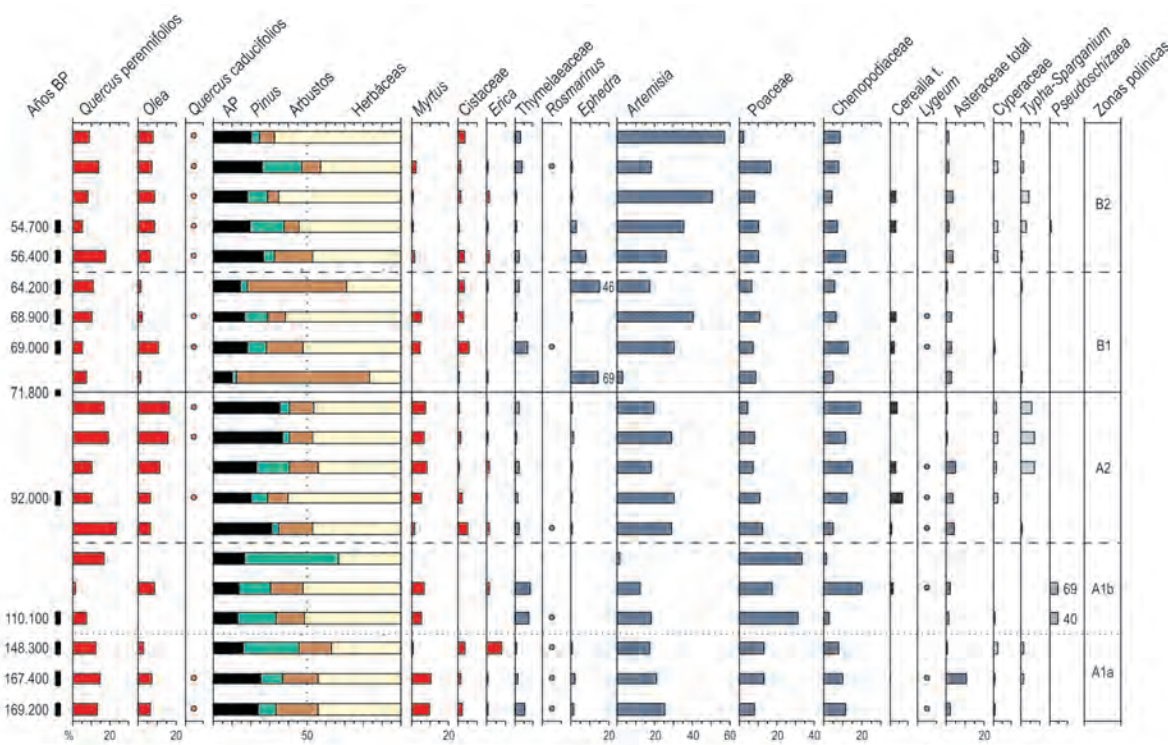 Años BP
Quercus perennifolios
Olea
Quercus caducifolios
AP
Pinus
Arbustos
Herbáceas
Myrtus
Cistaceae
Erica
Thymelaeaceae
Rosmarinus
Ephedra
Artemisia
Poaceae
Chenopodiaceae
Cerealia t.
Lygeum
Asteraceae total
Cyperaceae
Typha-Sparganium
Pseudoschizaea
Zonas polínicas
B2
54.700
56.400
64.200 46
68.900
69.000 B1
69
71.800
A2
92.000
69 A1b
110.100 40
148.300
167.400 A1a
169.200
% 20 20 50 20 20 40 60 20 40 20 20